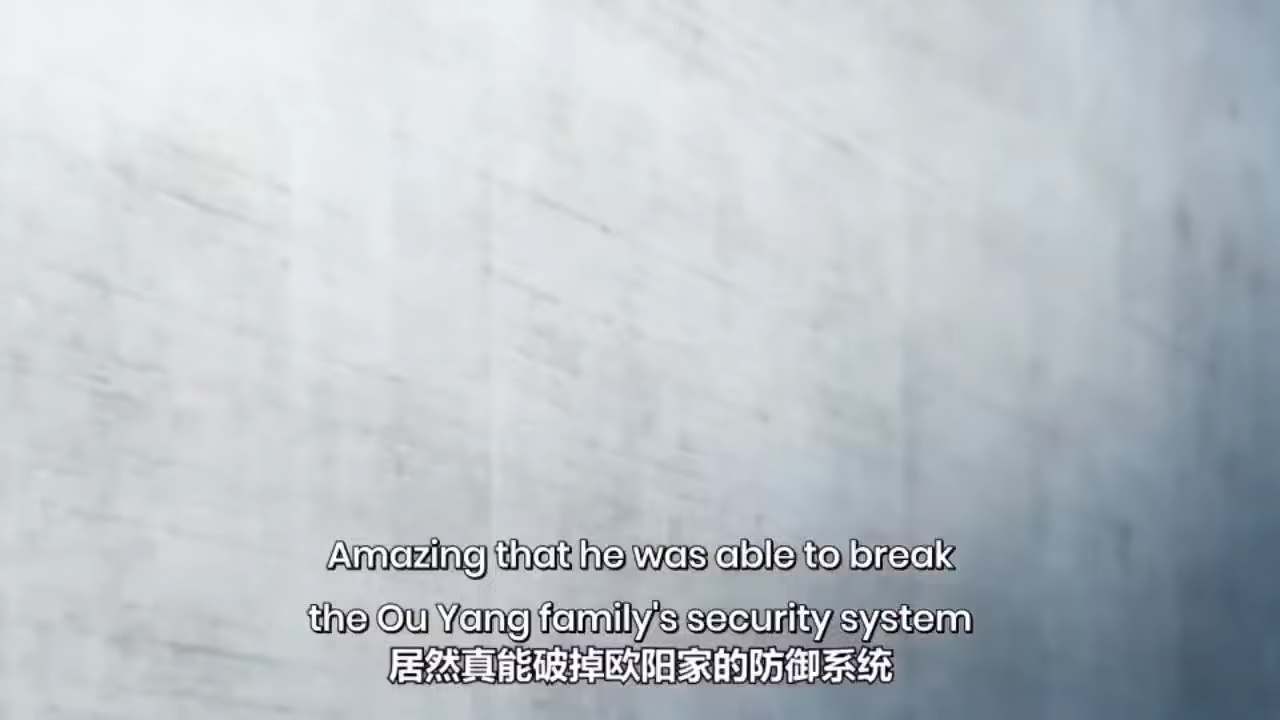 Amazing that he was able to break
the Ou Yang family's security system
居然真能破掉欧阳家的防御系统